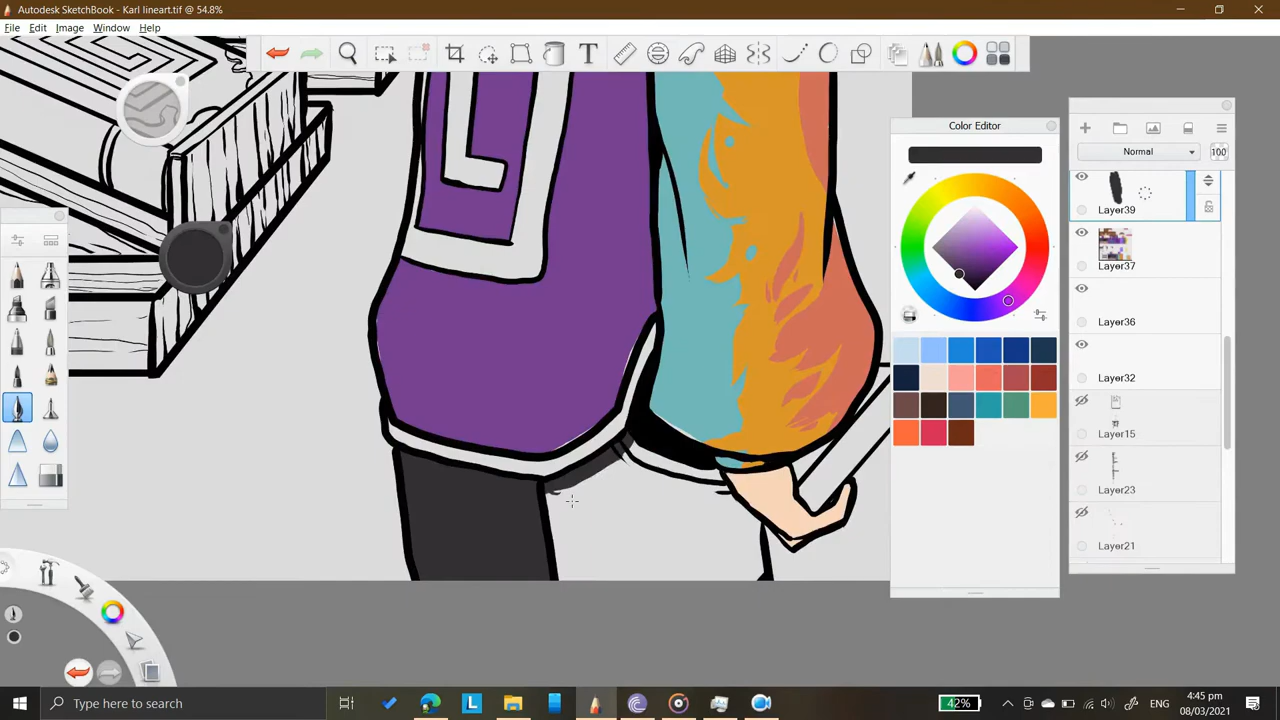 Autodesk SketchBook - Karl lineart.tif @ 54.8%
File Edit Image Window Help
Color Editor
Normal
100
Layer39
Layer37
Layer36
Layer32
Layer15
Layer23
Layer21
Type here to search
42%
ENG
4:45 pm
08/03/2021